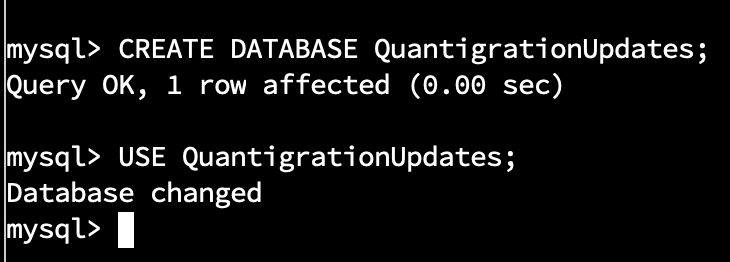 mysql> CREATE DATABASE QuantigrationUpdates;
Query OK, 1 row affected (0.00 sec)
mysql> USE QuantigrationUpdates;
Database changed
mysql>